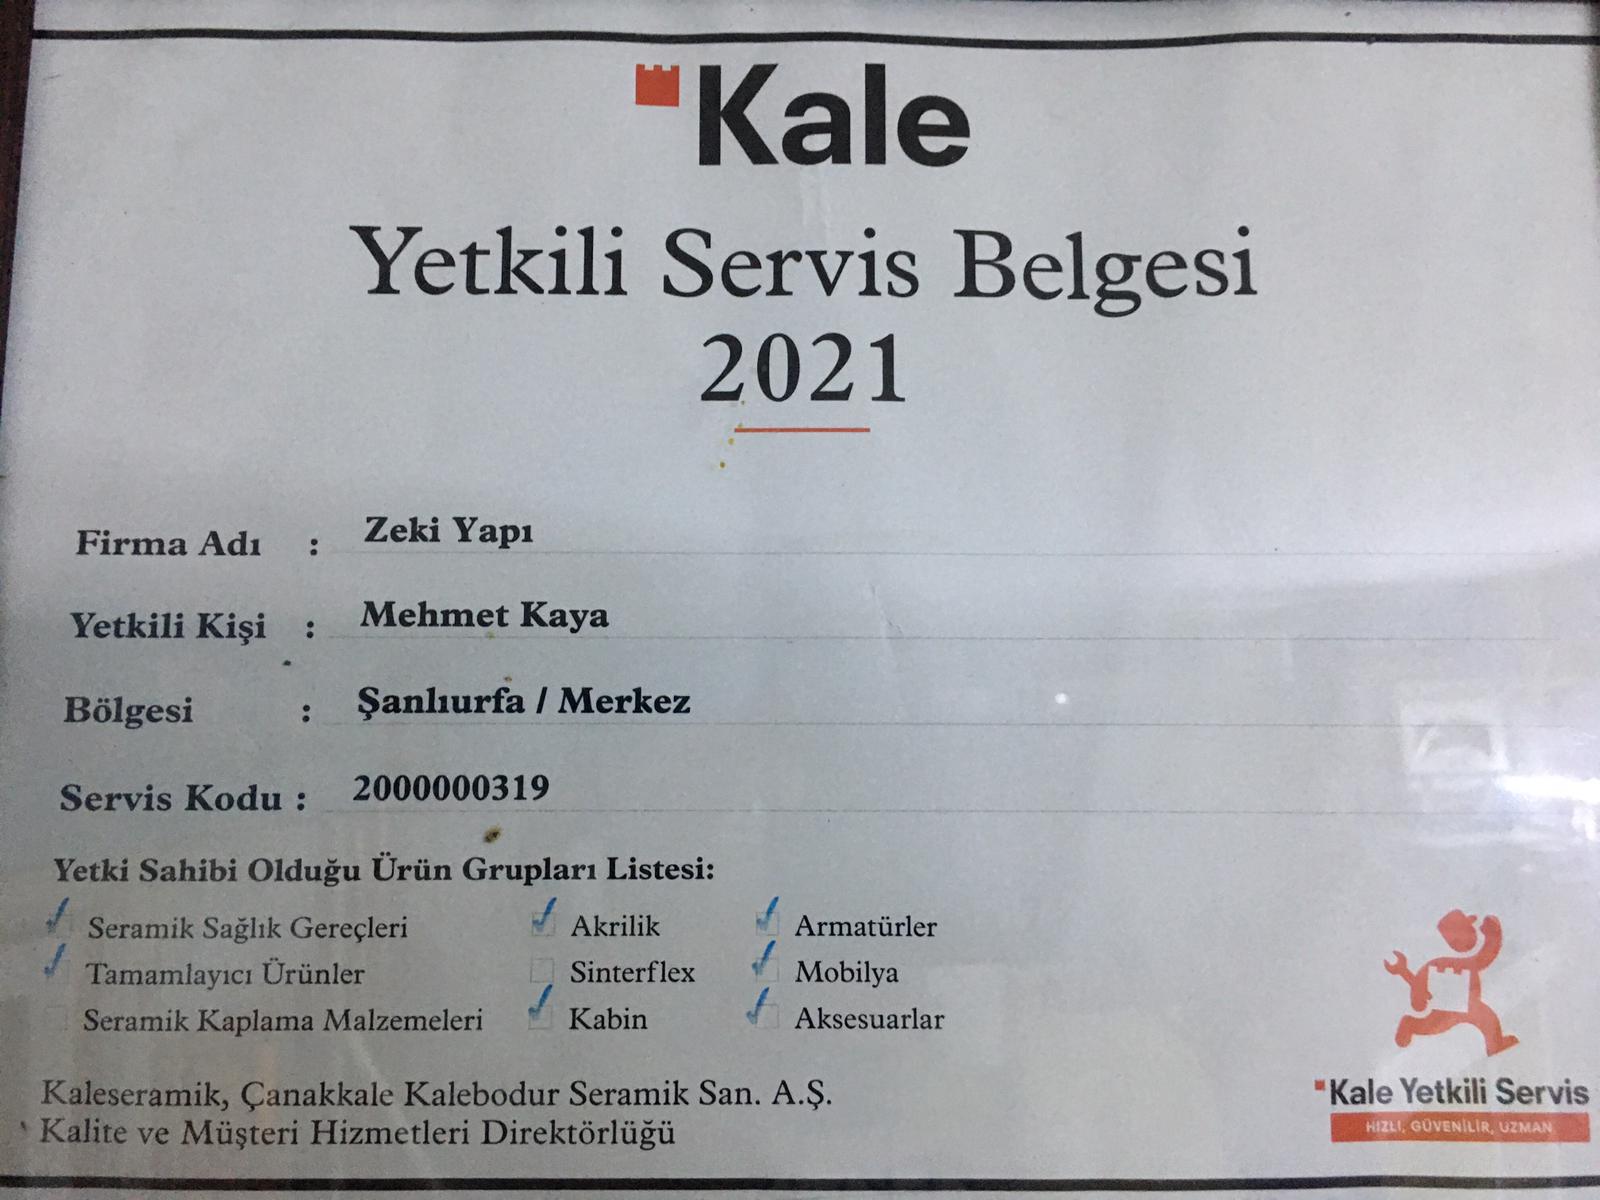 Kale
Yetkili Servis Belgesi
2021
Firma Adı : Zeki Yapı
Yetkili Kişi : Mehmet Kaya
Bölgesi : Şanlıurfa / Merkez
Servis Kodu : 2000000319
Yetki Sahibi Olduğu Ürün Grupları Listesi:
Seramik Sağlık Gereçleri Akrilik Armatürler
Tamamlayıcı Ürünler Sinterflex Mobilya
Seramik Kaplama Malzemeleri Kabin Aksesuarlar
Kaleseramik, Çanakkale Kalebodur Seramik San. A.Ş.
Kalite ve Müşteri Hizmetleri Direktörlüğü
Kale Yetkili Servis
HIZLI, GÜVENİLİR, UZMAN